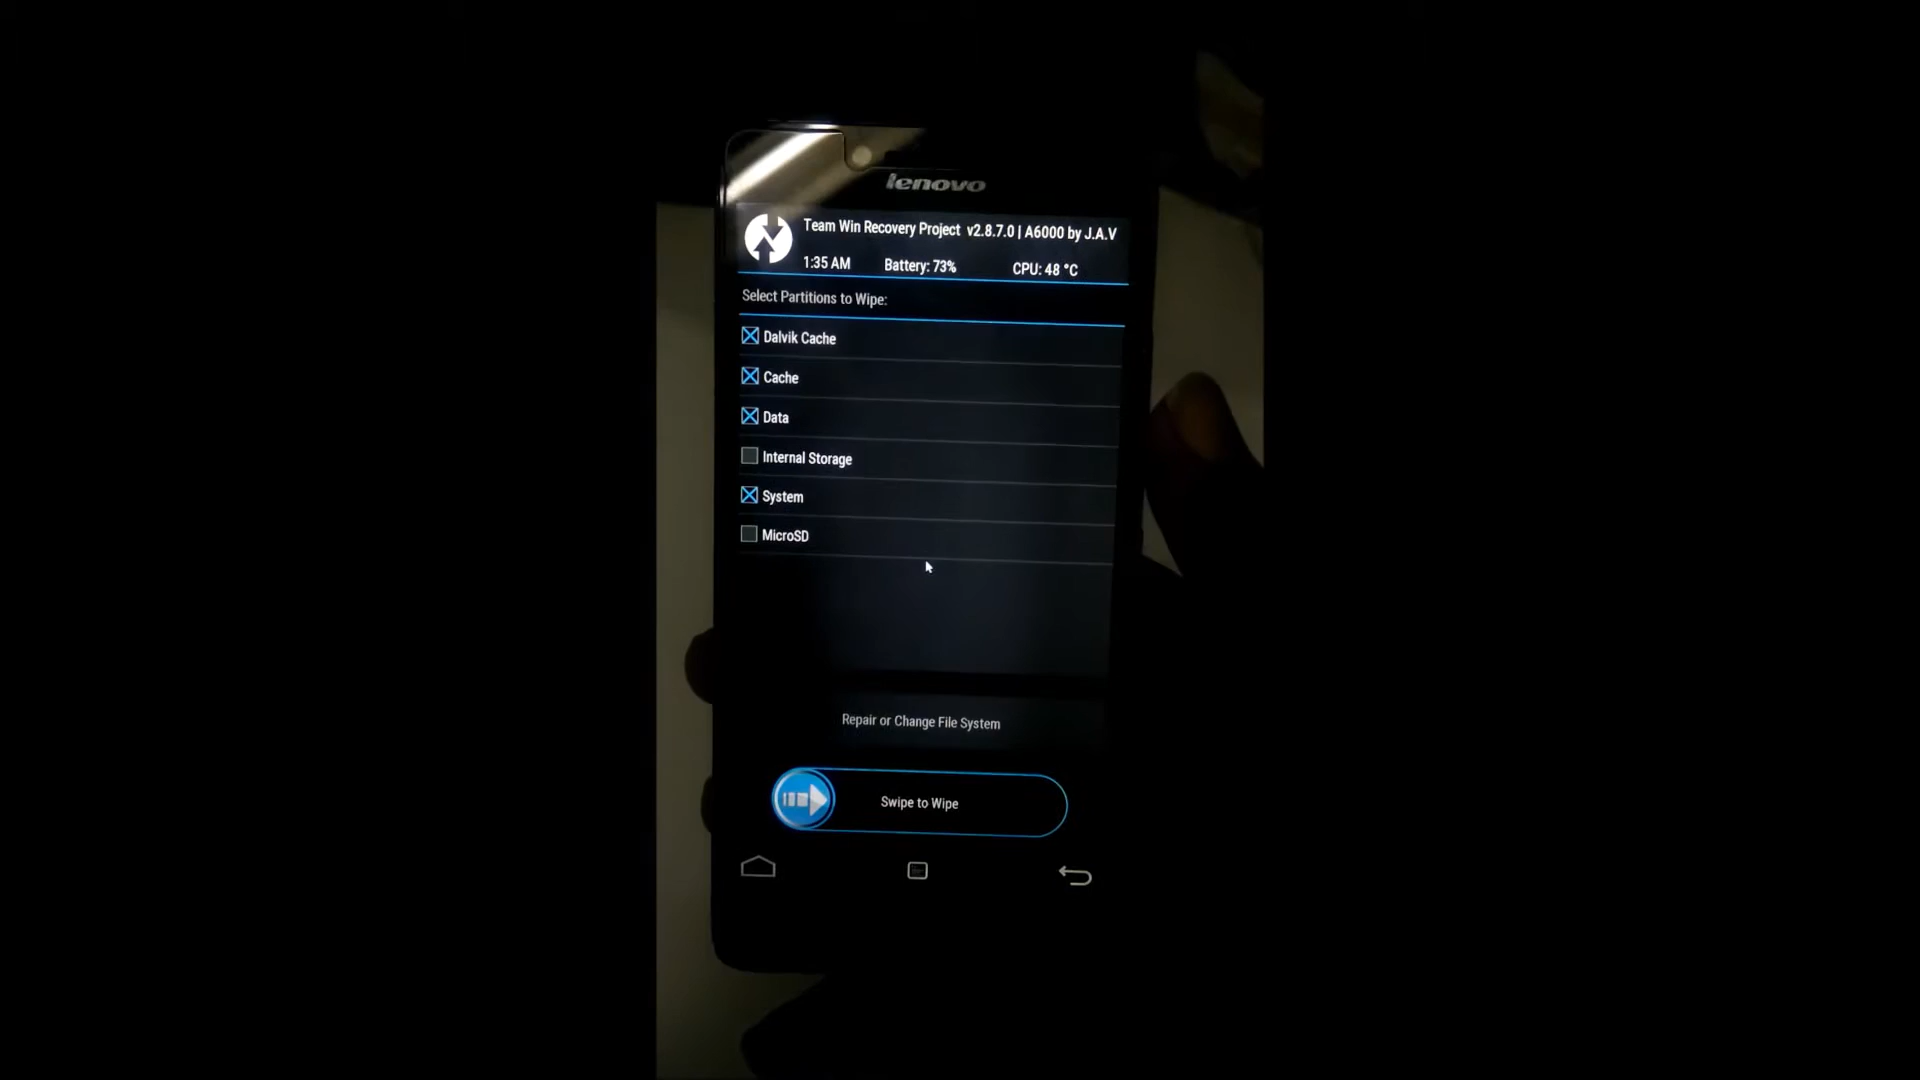 lenovo
Team Win Recovery Project v2.8.7.0 | A6000 by J.A.V
1:35 AM Battery: 73% CPU: 48 °C
Select Partitions to Wipe:
Dalvik Cache
Cache
Data
Internal Storage
System
MicroSD
Repair or Change File System
Swipe to Wipe